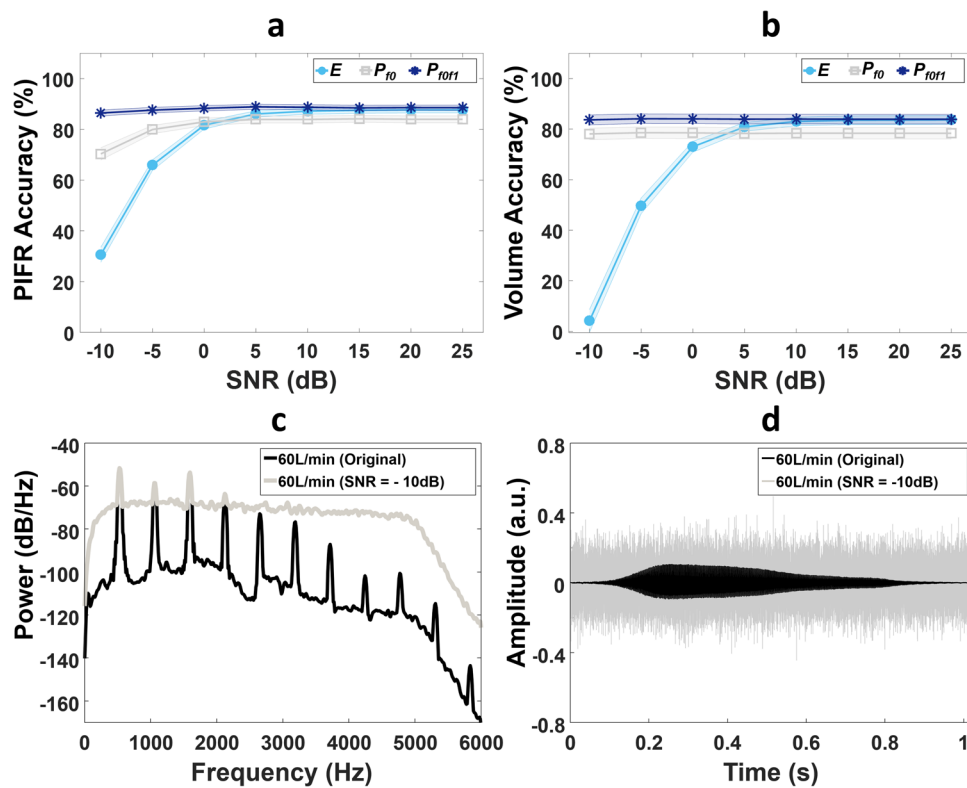 a
E P_f0 P_f0f1
PIFR Accuracy (%)
100
80
60
40
20
0
-10 -5 0 5 10 15 20 25
SNR (dB)
b
E P_f0 P_f0f1
Volume Accuracy (%)
100
80
60
40
20
0
-10 -5 0 5 10 15 20 25
SNR (dB)
c
60L/min (Original)
60L/min (SNR = - 10dB)
Power (dB/Hz)
-40
-60
-80
-100
-120
-140
-160
0 1000 2000 3000 4000 5000 6000
Frequency (Hz)
d
60L/min (Original)
60L/min (SNR = -10dB)
Amplitude (a.u.)
0.8
0.4
0
-0.4
-0.8
0 0.2 0.4 0.6 0.8 1
Time (s)